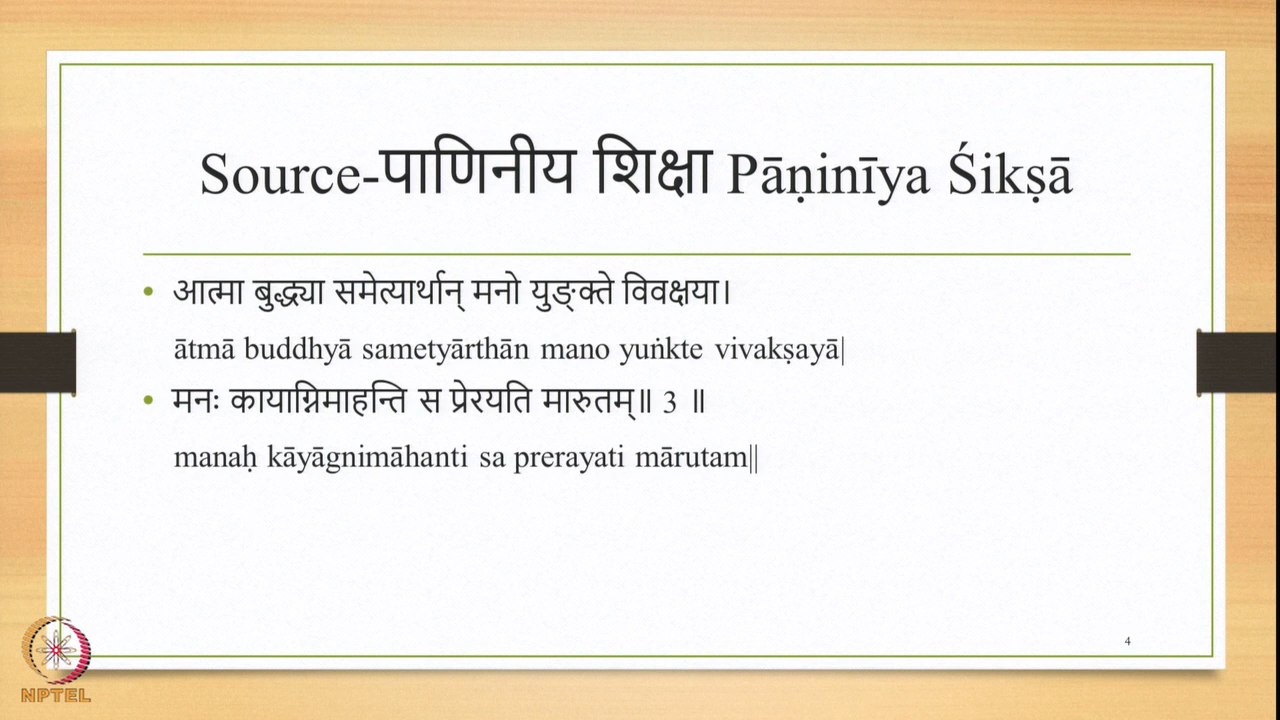 Source-पाणिनीय शिक्षा Pāṇinīya Śikṣā
• आत्मा बुद्ध्या समेत्यार्थान् मनो युङ्क्ते विवक्षया।
ātmā buddhyā sametyārthān mano yuṅkte vivakṣayā|
• मनः कायाग्निमाहन्ति स प्रेरयति मारुतम्॥ 3 ॥
manaḥ kāyāgnimāhanti sa prerayati mārutam||
4
NPTEL